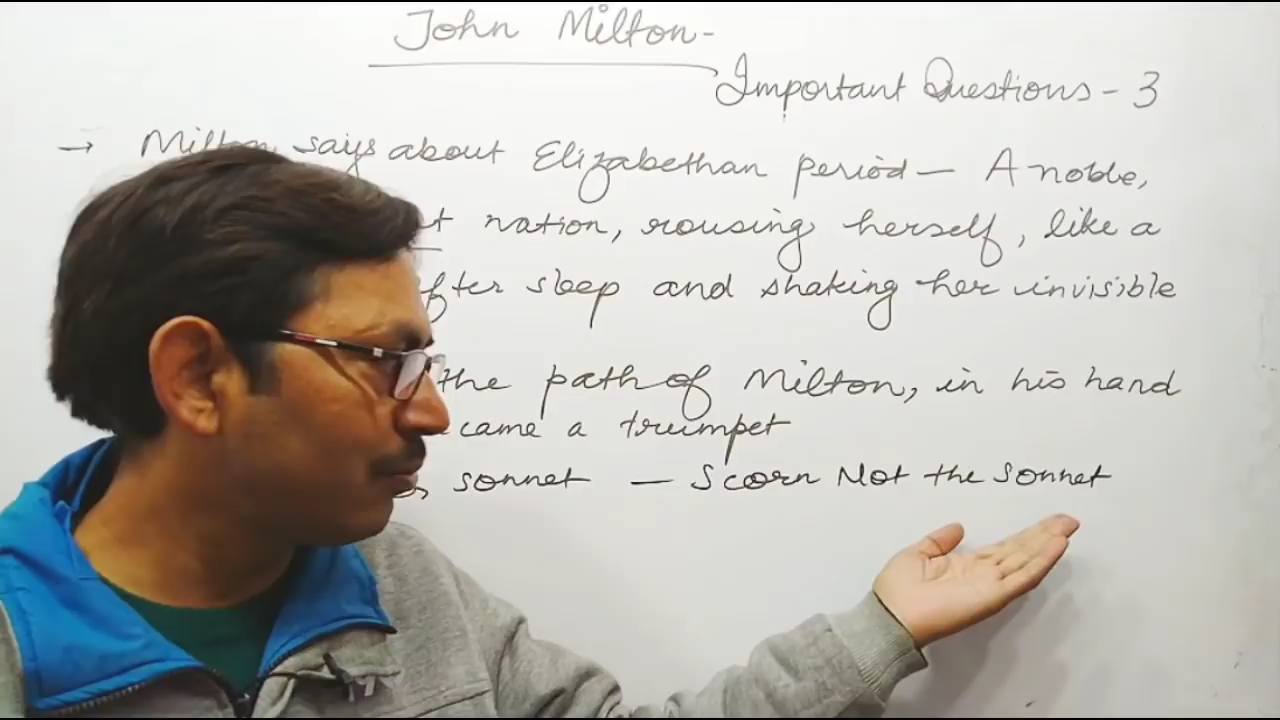 John Milton-
Important Questions - 3
→ Milton says about Elizabethan period — A noble,
nation, rousing herself, like a
after sleep and shaking her invisible
the path of Milton, in his hand
came a trumpet
sonnet — Scorn Not the Sonnet